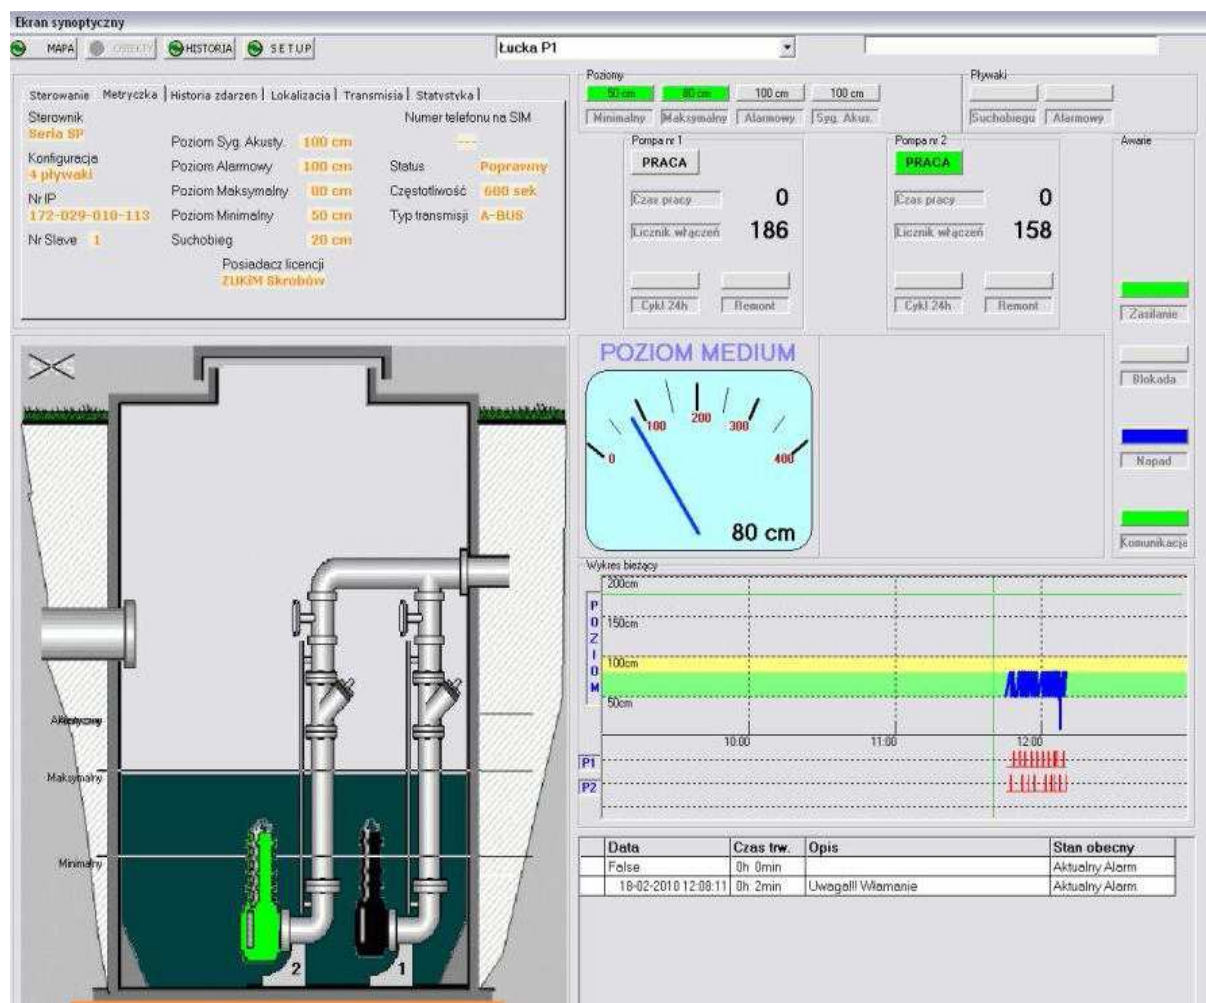 Ekran synoptyczny
MAPA OBIEKTY HISTORIA SETUP Łucka P1
Sterowanie Metryczka Historia zdarzen Lokalizacja Transmisja Statystyka
Sterownik
Seria SP
Konfiguracja
4 pływaki
Nr IP
172-029-010-113
Nr Slave 1
Poziom Syg. Akusty. 100 cm
Poziom Alarmowy 100 cm
Poziom Maksymalny 80 cm
Poziom Minimalny 50 cm
Suchobieg 20 cm
Numer telefonu na SIM
---
Status Poprawny
Częstotliwość 600 sek
Typ transmisji A-BUS
Posiadacz licencji
ZUKiM Skrobów
Poziomy
50 cm 80 cm 100 cm 100 cm
Minimalny Maksymalny Alarmowy Syg. Akus.
Pływaki
Suchobiegu Alarmowy
Pompa nr 1
PRACA
Czas pracy 0
Licznik włączeń 186
Cykl 24h Remont
Pompa nr 2
PRACA
Czas pracy 0
Licznik włączeń 158
Cykl 24h Remont
Awarie
Zasilanie
Blokada
Napad
Komunikacja
POZIOM MEDIUM
0 100 200 300 400
80 cm
Maksymalny
Minimalny
2 1
Wykres bieżący
POZIOM
200cm
150cm
100cm
50cm
10:00 11:00 12:00
P1
P2
Data Czas trw. Opis Stan obecny
False 0h 0min Aktualny Alarm
18-02-2010 12:08:11 0h 2min Uwaga!!! Włamanie Aktualny Alarm